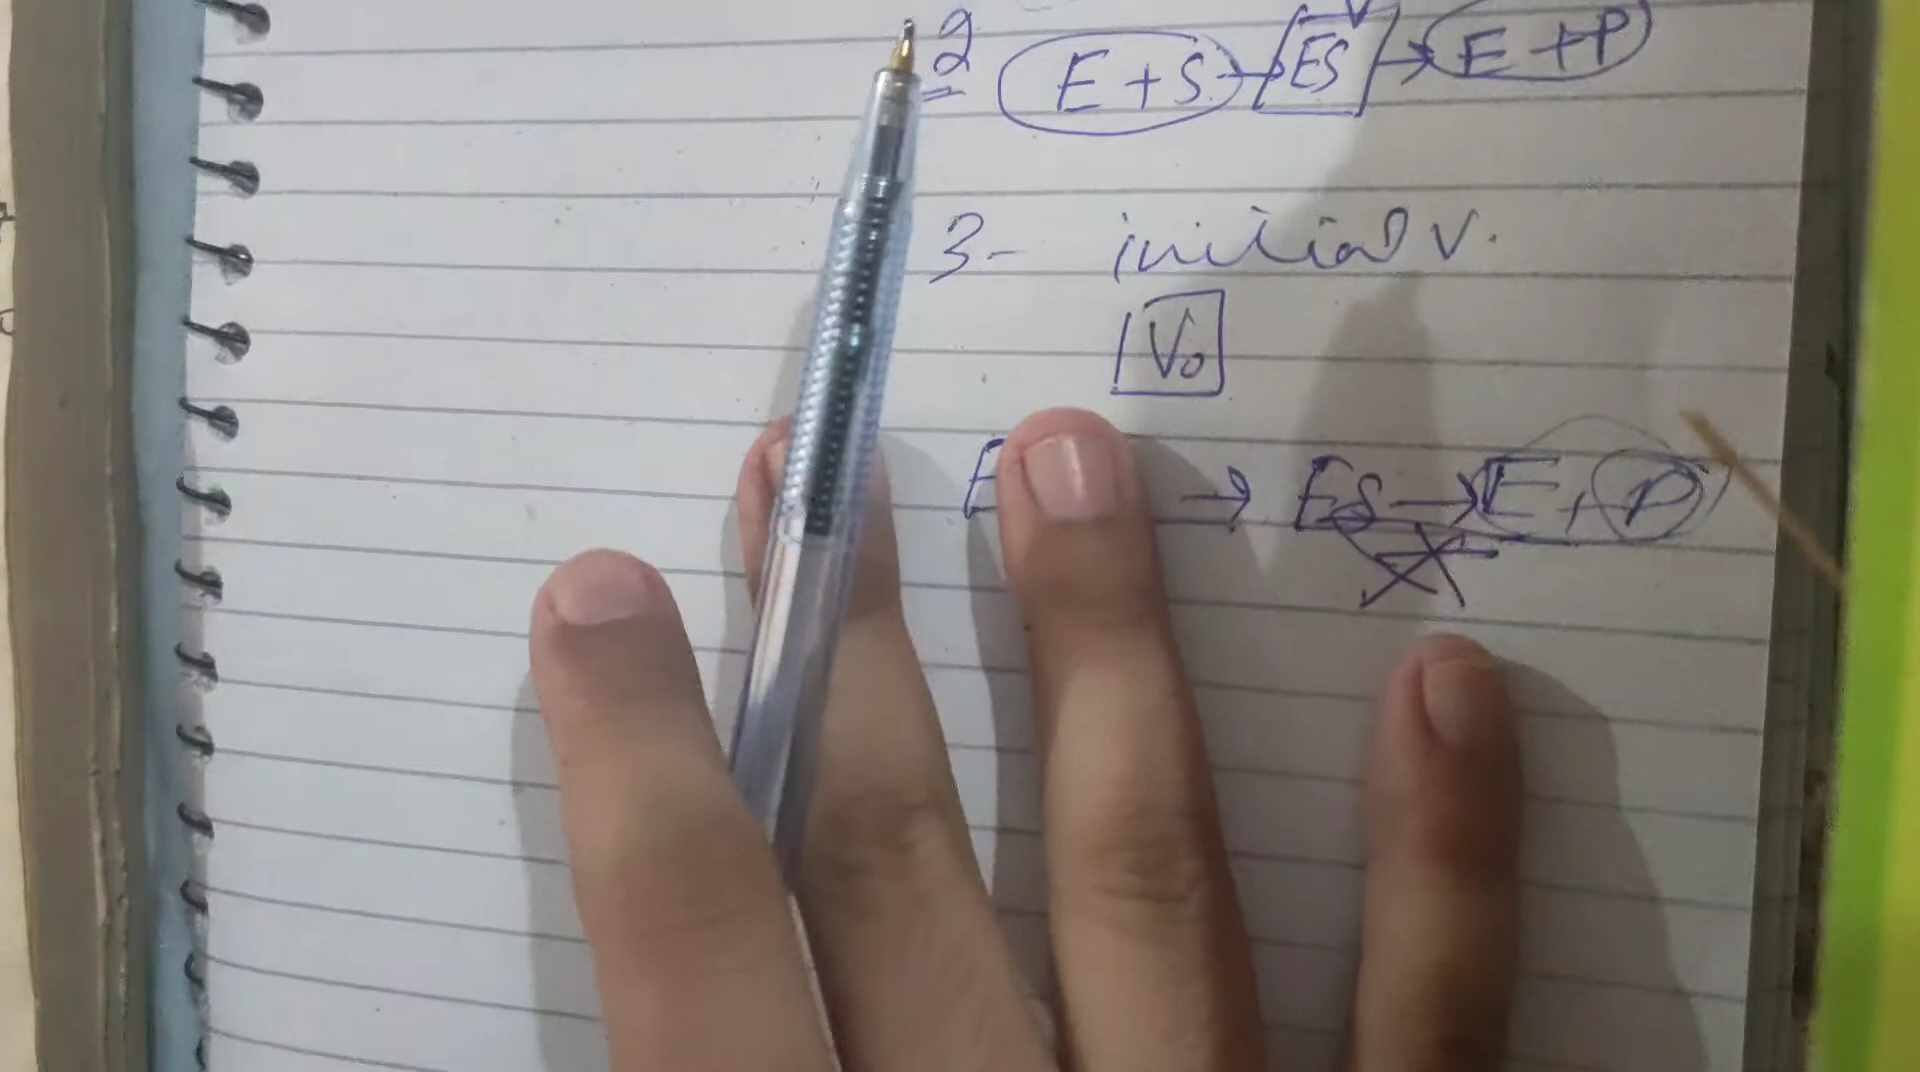 2 E + S → ES → E + P
3- initial v.
V₀
E → ES → E + P